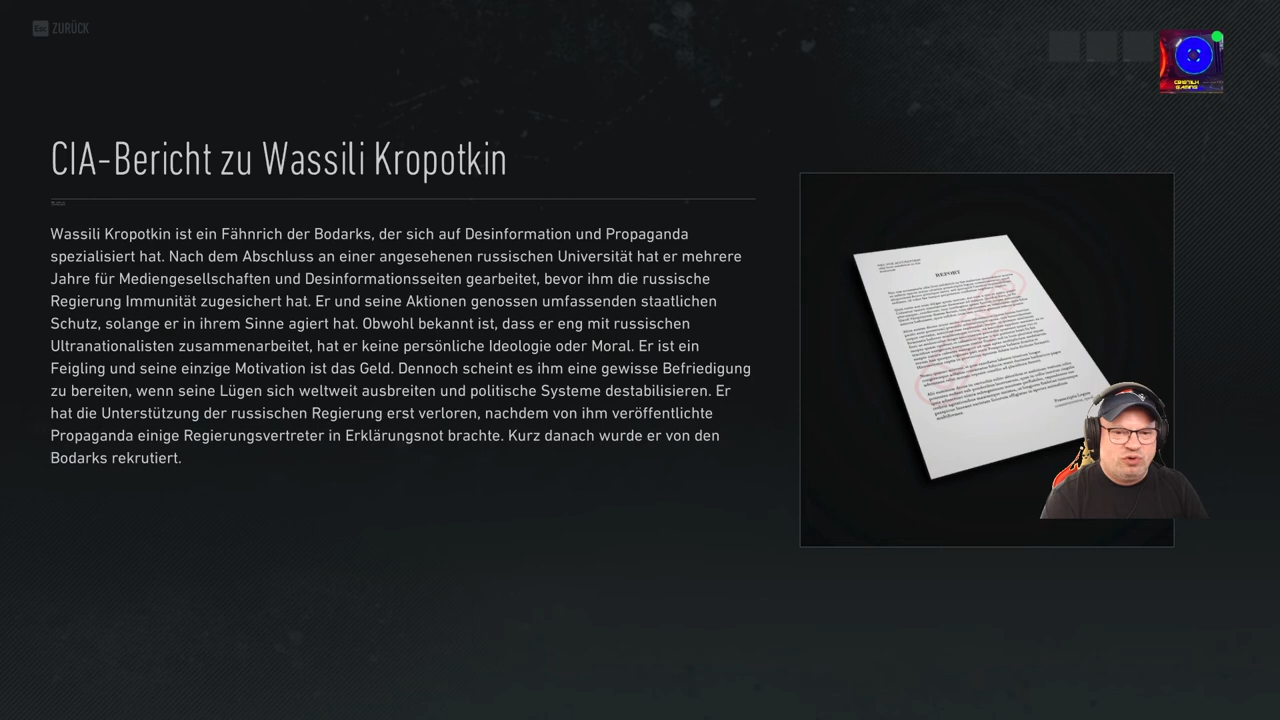 Esc ZURÜCK
CIA-Bericht zu Wassili Kropotkin
Wassili Kropotkin ist ein Fähnrich der Bodarks, der sich auf Desinformation und Propaganda
spezialisiert hat. Nach dem Abschluss an einer angesehenen russischen Universität hat er mehrere
Jahre für Mediengesellschaften und Desinformationsseiten gearbeitet, bevor ihm die russische
Regierung Immunität zugesichert hat. Er und seine Aktionen genossen umfassenden staatlichen
Schutz, solange er in ihrem Sinne agiert hat. Obwohl bekannt ist, dass er eng mit russischen
Ultranationalisten zusammenarbeitet, hat er keine persönliche Ideologie oder Moral. Er ist ein
Feigling und seine einzige Motivation ist das Geld. Dennoch scheint es ihm eine gewisse Befriedigung
zu bereiten, wenn seine Lügen sich weiter ausbreiten und politische Systeme destabilisieren. Er
hat die Unterstützung der russischen Regierung erst verloren, nachdem von ihm veröffentlichte
Propaganda einige Regierungsvertreter in Erklärungsnot brachte. Kurz danach wurde er von den
Bodarks rekrutiert.
REPORT
GAMING